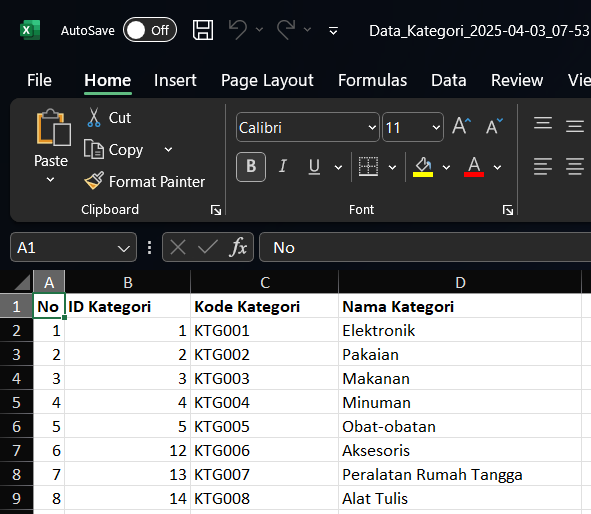 AutoSave Off Data_Kategori_2025-04-03_07-53
File Home Insert Page Layout Formulas Data Review Vie
Paste
Cut
Copy
Format Painter
Clipboard
Calibri 11
B I U
Font
A1 fx No
A B C D
1 No ID Kategori Kode Kategori Nama Kategori
2 1 1 KTG001 Elektronik
3 2 2 KTG002 Pakaian
4 3 3 KTG003 Makanan
5 4 4 KTG004 Minuman
6 5 5 KTG005 Obat-obatan
7 6 12 KTG006 Aksesoris
8 7 13 KTG007 Peralatan Rumah Tangga
9 8 14 KTG008 Alat Tulis